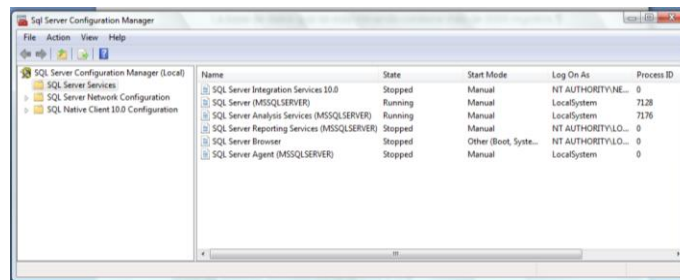 Sql Server Configuration Manager
File Action View Help
SQL Server Configuration Manager (Local)
SQL Server Services
SQL Server Network Configuration
SQL Native Client 10.0 Configuration
Name State Start Mode Log On As Process ID
SQL Server Integration Services 10.0 Stopped Manual NT AUTHORITY\NE... 0
SQL Server (MSSQLSERVER) Running Manual LocalSystem 7128
SQL Server Analysis Services (MSSQLSERVER) Running Manual LocalSystem 7176
SQL Server Reporting Services (MSSQLSERVER) Stopped Manual NT AUTHORITY\LO... 0
SQL Server Browser Stopped Other (Boot, Syste... NT AUTHORITY\LO... 0
SQL Server Agent (MSSQLSERVER) Stopped Manual LocalSystem 0